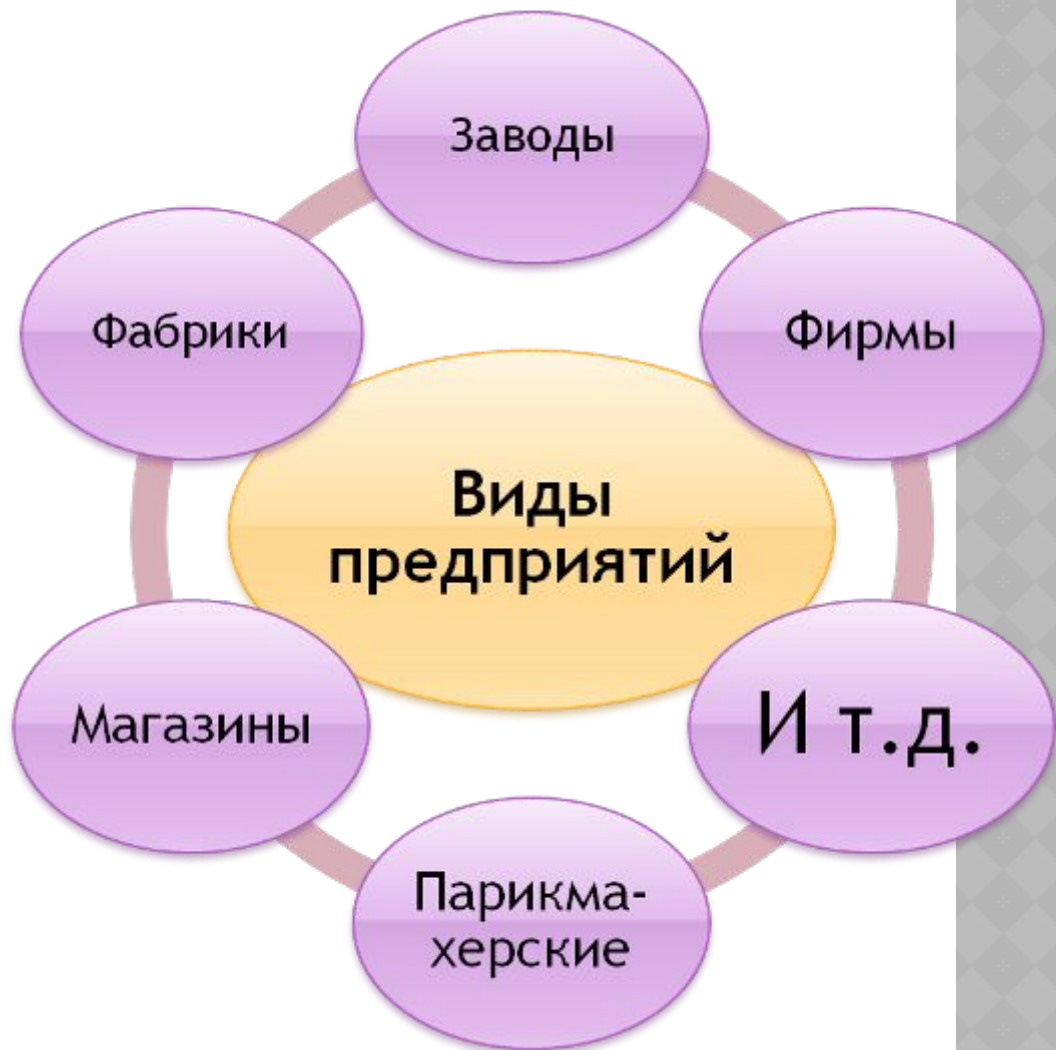 Заводы
Фабрики
Фирмы
Виды
предприятий
Магазины
И т.д.
Парикма-
херские